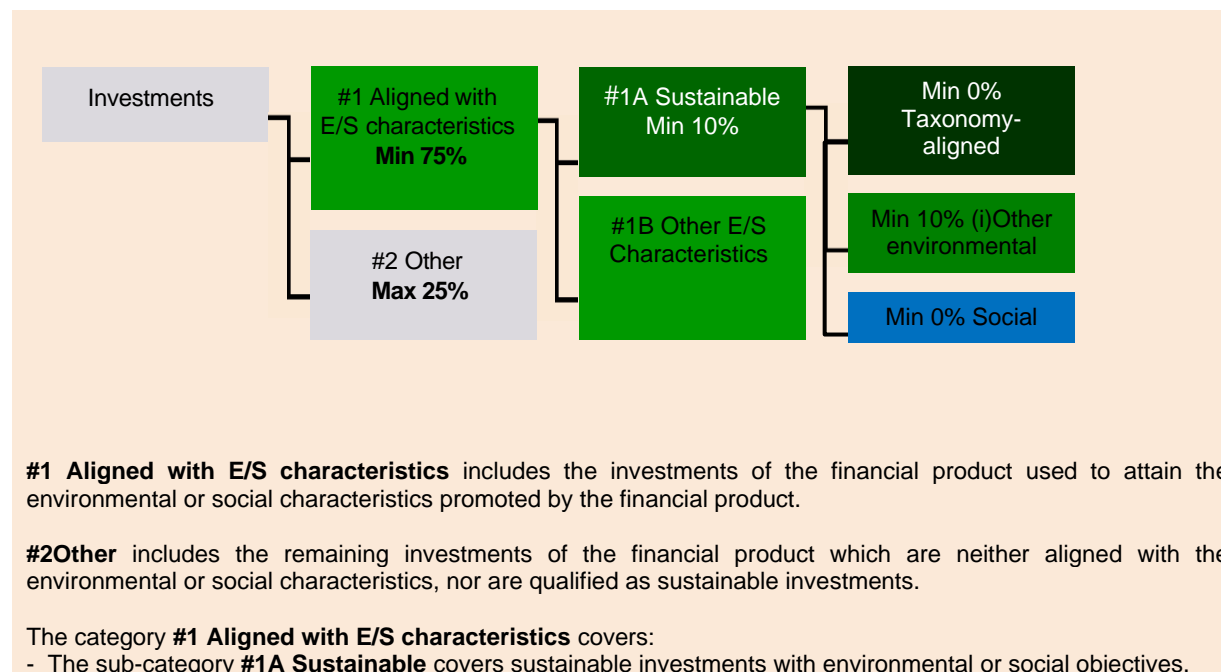 Investments
#1 Aligned with
E/S characteristics
Min 75%
#2 Other
Max 25%
#1A Sustainable
Min 10%
#1B Other E/S
Characteristics
Min 0%
Taxonomy-
aligned
Min 10% (i)Other
environmental
Min 0% Social
#1 Aligned with E/S characteristics includes the investments of the financial product used to attain the
environmental or social characteristics promoted by the financial product.
#2Other includes the remaining investments of the financial product which are neither aligned with the
environmental or social characteristics, nor are qualified as sustainable investments.
The category #1 Aligned with E/S characteristics covers:
- The sub-category #1A Sustainable covers sustainable investments with environmental or social objectives.